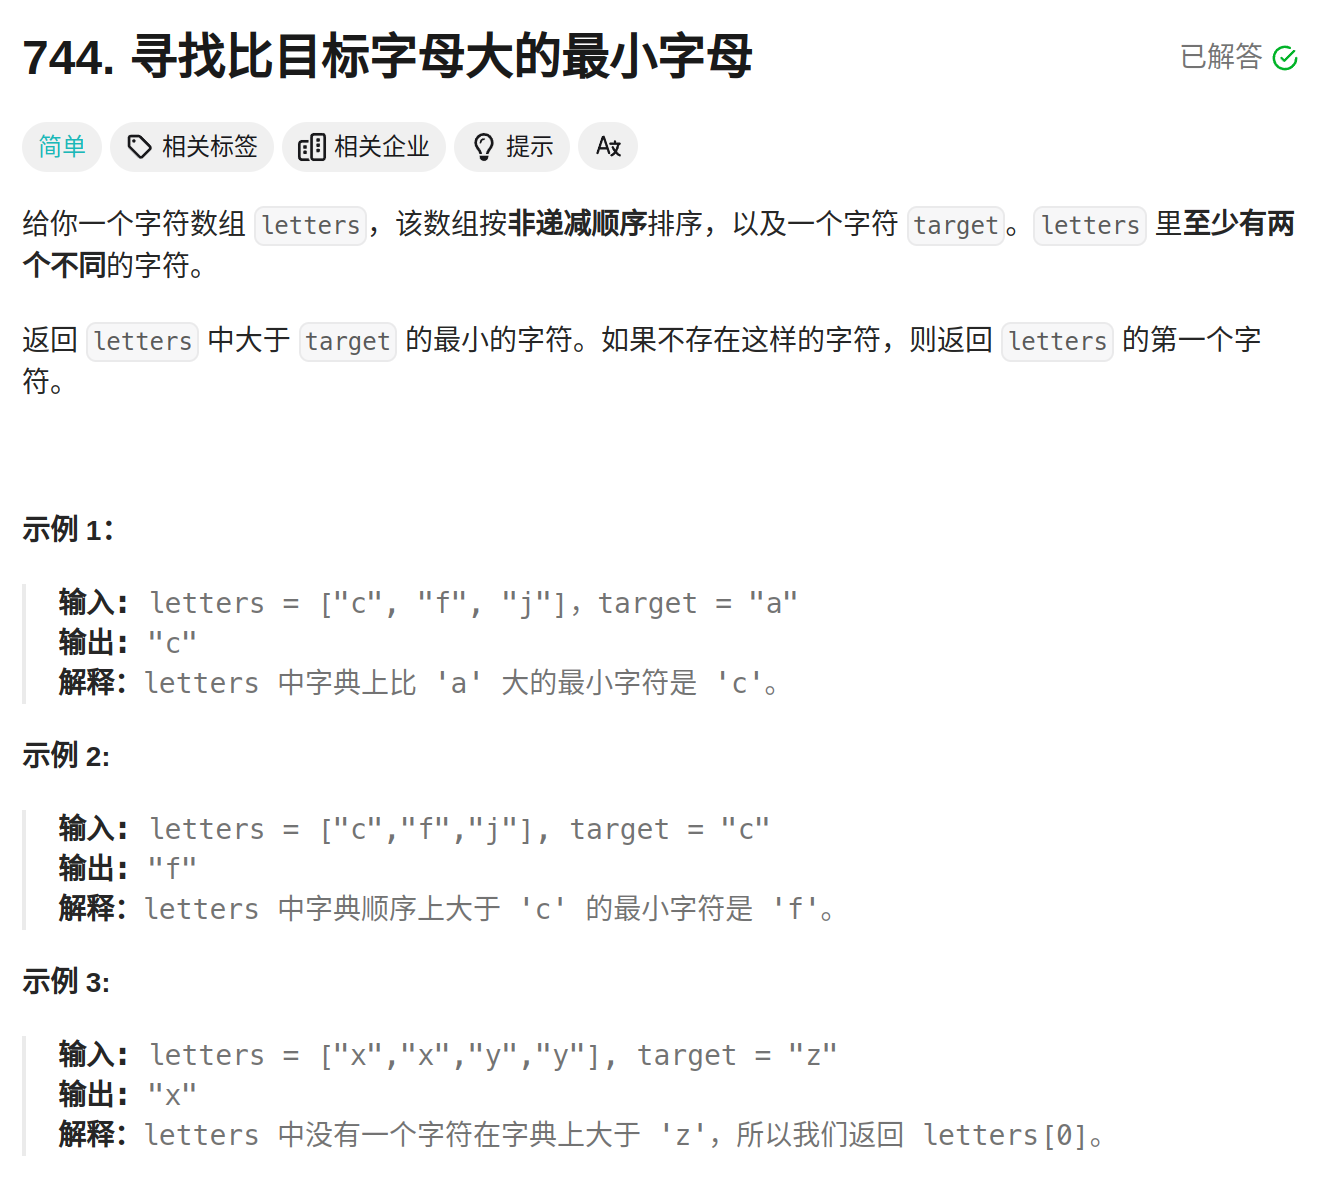 744. 寻找比目标字母大的最小字母
已解答
简单 相关标签 相关企业 提示
给你一个字符数组 letters，该数组按非递减顺序排序，以及一个字符 target。letters 里至少有两
个不同的字符。
返回 letters 中大于 target 的最小的字符。如果不存在这样的字符，则返回 letters 的第一个字
符。
示例 1：
输入: letters = ["c", "f", "j"]，target = "a"
输出: "c"
解释：letters 中字典上比 'a' 大的最小字符是 'c'。
示例 2:
输入: letters = ["c","f","j"], target = "c"
输出: "f"
解释：letters 中字典顺序上大于 'c' 的最小字符是 'f'。
示例 3:
输入: letters = ["x","x","y","y"], target = "z"
输出: "x"
解释：letters 中没有一个字符在字典上大于 'z'，所以我们返回 letters[0]。